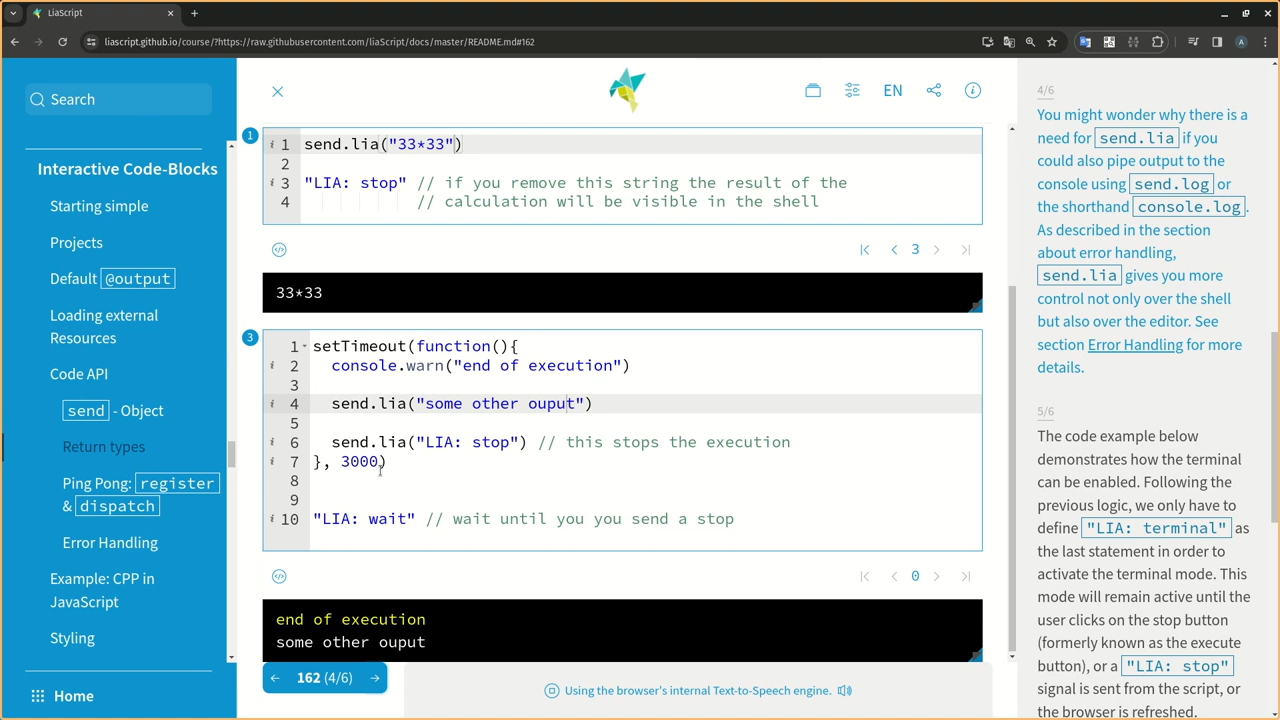 LiaScript
liascript.github.io/course/?https://raw.githubusercontent.com/liaScript/docs/master/README.md#162
A
Search
Interactive Code-Blocks
Starting simple
Projects
Default @output
Loading external
Resources
Code API
send - Object
Return types
Ping Pong: register
& dispatch
Error Handling
Example: CPP in
JavaScript
Styling
Home
EN
1
1 send.lia("33*33")
2
3 "LIA: stop" // if you remove this string the result of the
4 // calculation will be visible in the shell
3
33*33
3
1 setTimeout(function(){
2 console.warn("end of execution")
3
4 send.lia("some other ouput")
5
6 send.lia("LIA: stop") // this stops the execution
7 }, 3000)
8
9
10 "LIA: wait" // wait until you you send a stop
0
end of execution
some other ouput
162 (4/6)
Using the browser's internal Text-to-Speech engine.
4/6
You might wonder why there is a
need for send.lia if you
could also pipe output to the
console using send.log or
the shorthand console.log.
As described in the section
about error handling,
send.lia gives you more
control not only over the shell
but also over the editor. See
section Error Handling for more
details.
5/6
The code example below
demonstrates how the terminal
can be enabled. Following the
previous logic, we only have to
define "LIA: terminal" as
the last statement in order to
activate the terminal mode. This
mode will remain active until the
user clicks on the stop button
(formerly known as the execute
button), or a "LIA: stop"
signal is sent from the script, or
the browser is refreshed.